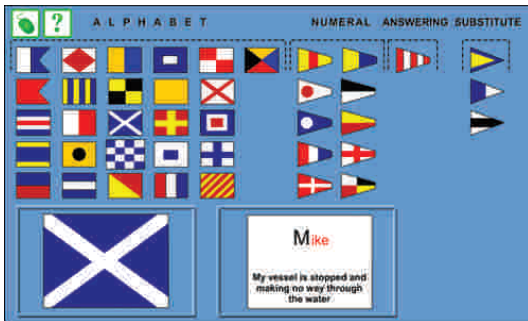 ?
ALPHABET
NUMERAL ANSWERING SUBSTITUTE
Mike
My vessel is stopped and
making no way through
the water